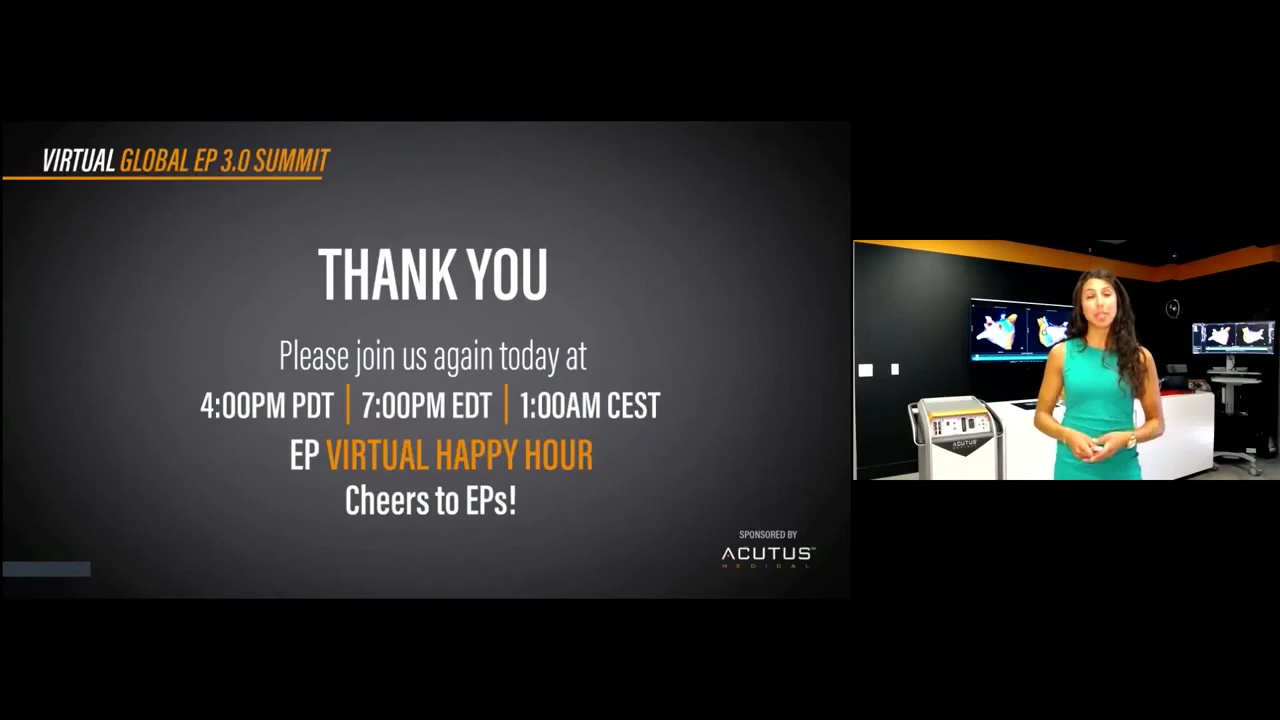 VIRTUAL GLOBAL EP 3.0 SUMMIT
THANK YOU
Please join us again today at
4:00PM PDT | 7:00PM EDT | 1:00AM CEST
EP VIRTUAL HAPPY HOUR
Cheers to EPs!
SPONSORED BY
ACUTUS™
MEDICAL
ACUTUS